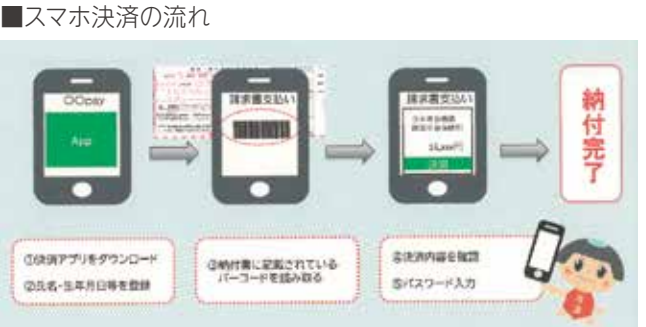 ■スマホ決済の流れ
〇〇pay
App
請求書支払い
請求書支払い
決済
納付完了
①決済アプリをダウンロード
②氏名・生年月日等を登録
③納付書に記載されている
バーコードを読み取る
④決済内容を確認
⑤パスワード入力